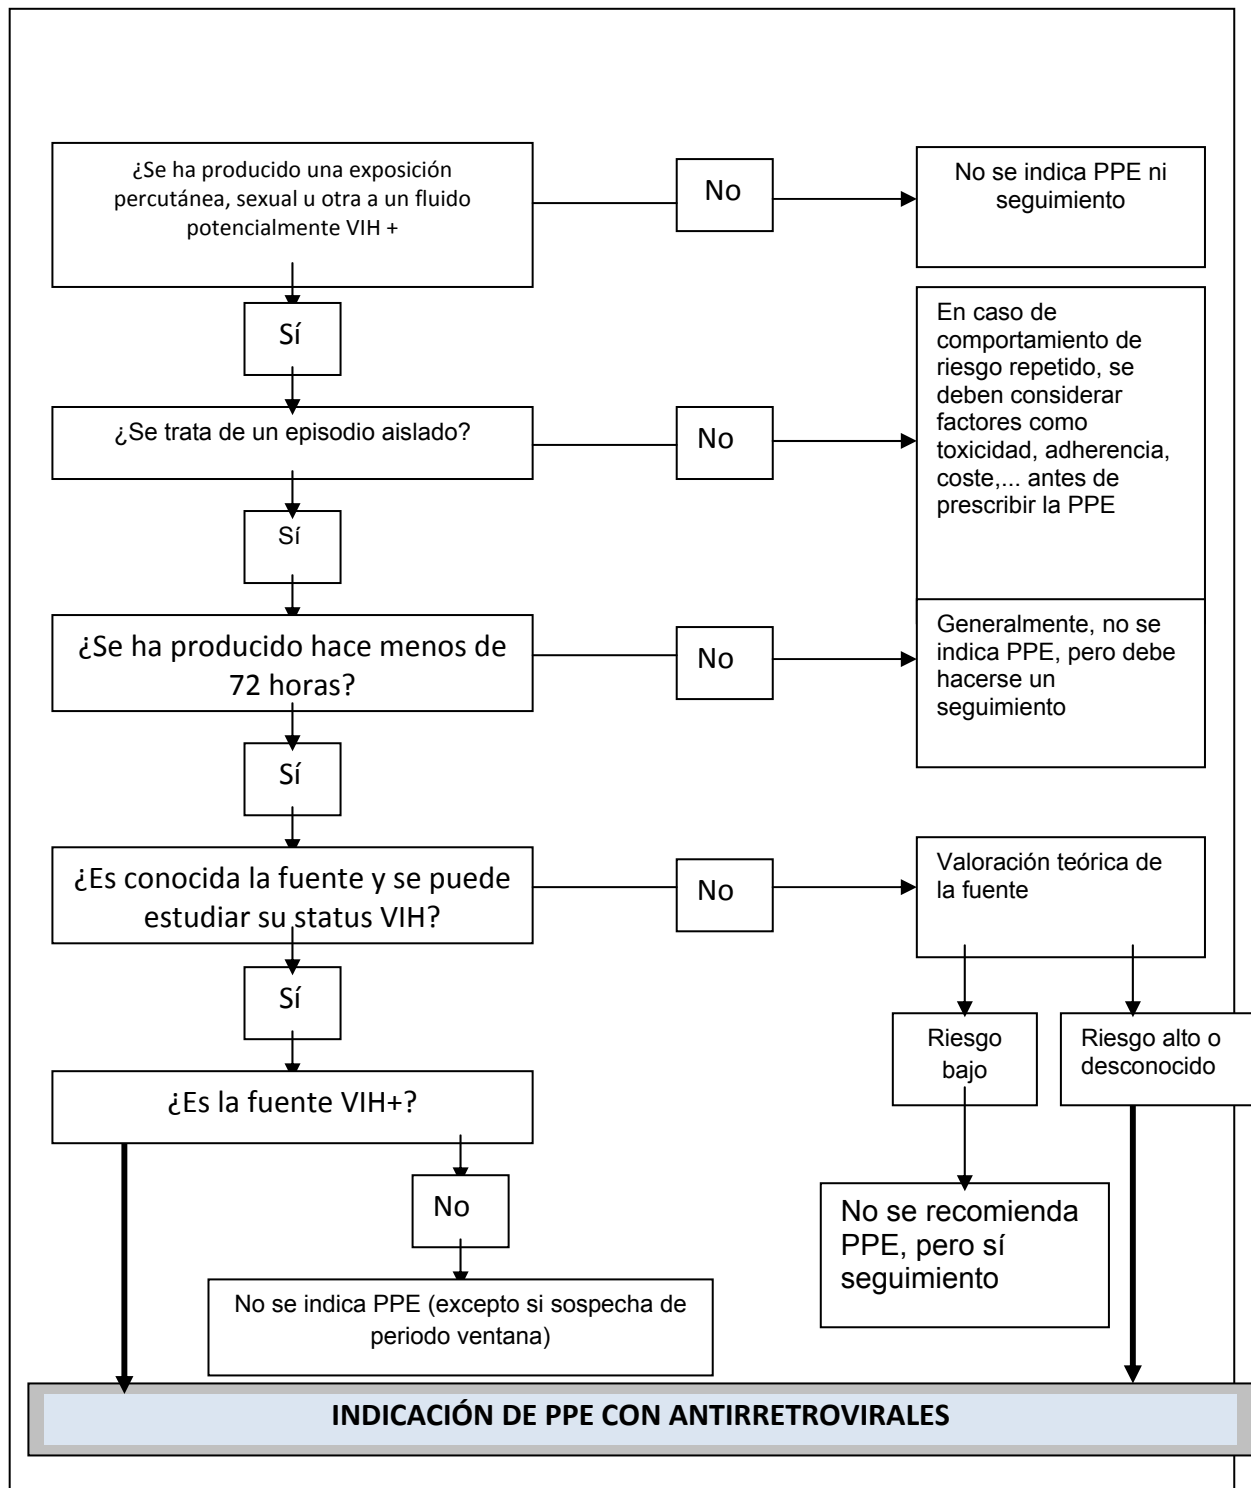 ¿Se ha producido una exposición
percutánea, sexual u otra a un fluido
potencialmente VIH +
No
No se indica PPE ni
seguimiento
Sí
En caso de
comportamiento de
riesgo repetido, se
deben considerar
factores como
toxicidad, adherencia,
coste,... antes de
prescribir la PPE
¿Se trata de un episodio aislado?
No
Sí
¿Se ha producido hace menos de
72 horas?
No
Generalmente, no se
indica PPE, pero debe
hacerse un
seguimiento
Sí
¿Es conocida la fuente y se puede
estudiar su status VIH?
No
Valoración teórica de
la fuente
Sí
Riesgo
bajo
Riesgo alto o
desconocido
¿Es la fuente VIH+?
No
No se recomienda
PPE, pero sí
seguimiento
No se indica PPE (excepto si sospecha de
periodo ventana)
INDICACIÓN DE PPE CON ANTIRRETROVIRALES